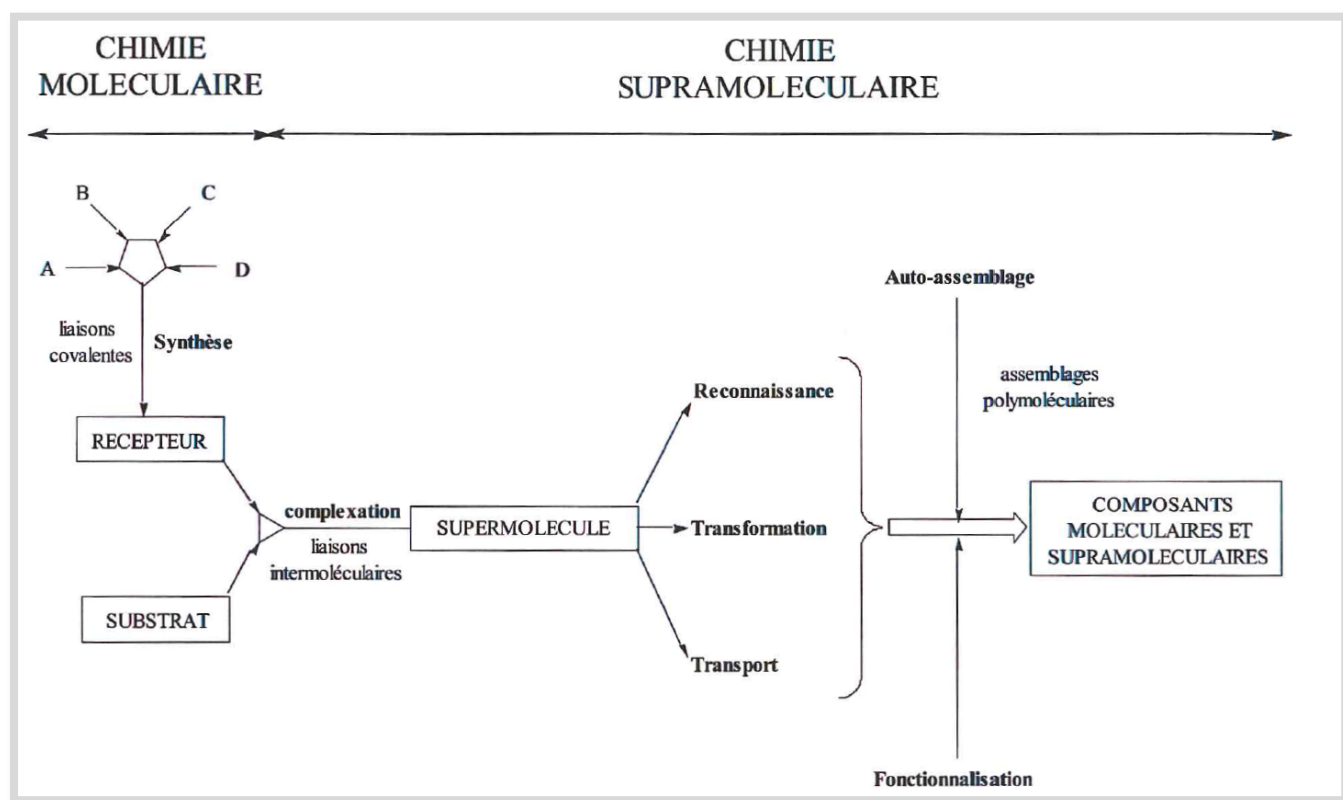 CHIMIE
MOLECULAIRE
CHIMIE
SUPRAMOLECULAIRE
B
C
A
D
liaisons
covalentes
Synthèse
RECEPTEUR
SUBSTRAT
complexation
liaisons
intermoléculaires
SUPERMOLECULE
Reconnaissance
Transformation
Transport
Auto-assemblage
assemblages
polymoléculaires
COMPOSANTS
MOLECULAIRES ET
SUPRAMOLECULAIRES
Fonctionnalisation